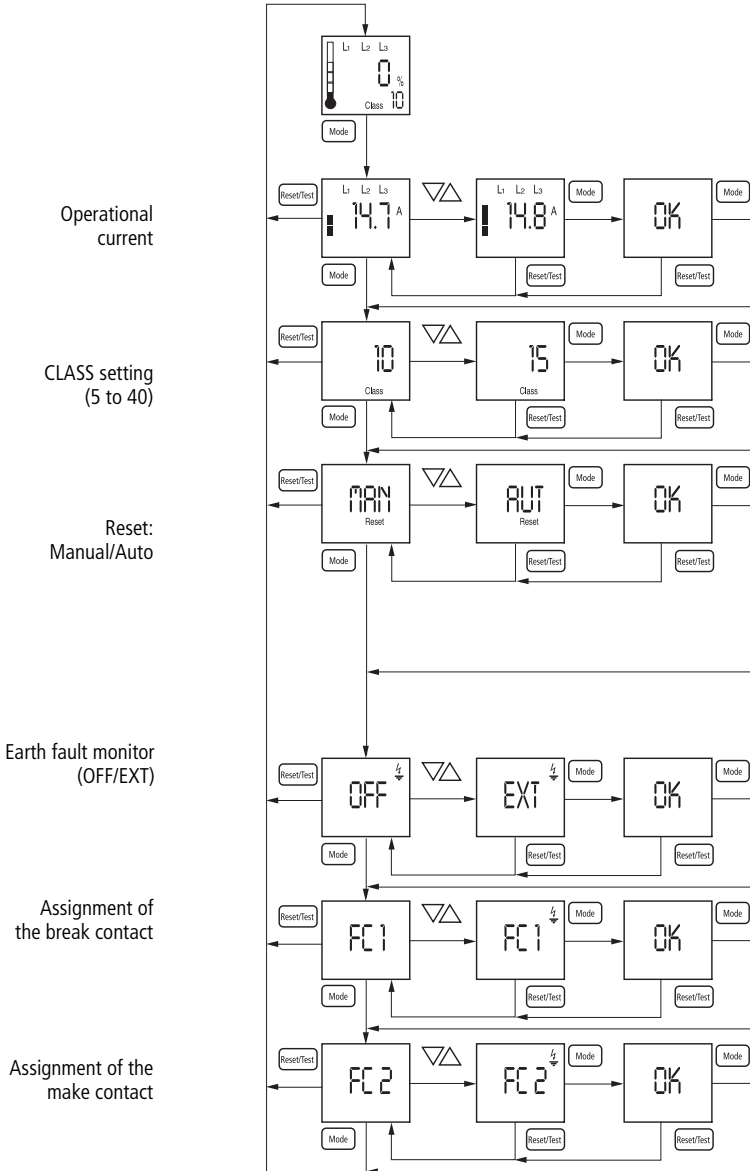 L1 L2 L3
0 %
Class 10
Mode
Operational
current
Reset/Test
L1 L2 L3
14.7 A
L1 L2 L3
14.8 A
Mode
OK
Mode
Mode
Reset/Test
Reset/Test
CLASS setting
(5 to 40)
Reset/Test
10
Class
15
Class
Mode
OK
Mode
Mode
Reset/Test
Reset/Test
Reset:
Manual/Auto
Reset/Test
MAN
Reset
AUT
Reset
Mode
OK
Mode
Mode
Reset/Test
Reset/Test
Earth fault monitor
(OFF/EXT)
Reset/Test
OFF
EXT
Mode
OK
Mode
Mode
Reset/Test
Reset/Test
Assignment of
the break contact
Reset/Test
FC1
FC1
Mode
OK
Mode
Mode
Reset/Test
Reset/Test
Assignment of the
make contact
Reset/Test
FC2
FC2
Mode
OK
Mode
Mode
Reset/Test
Reset/Test